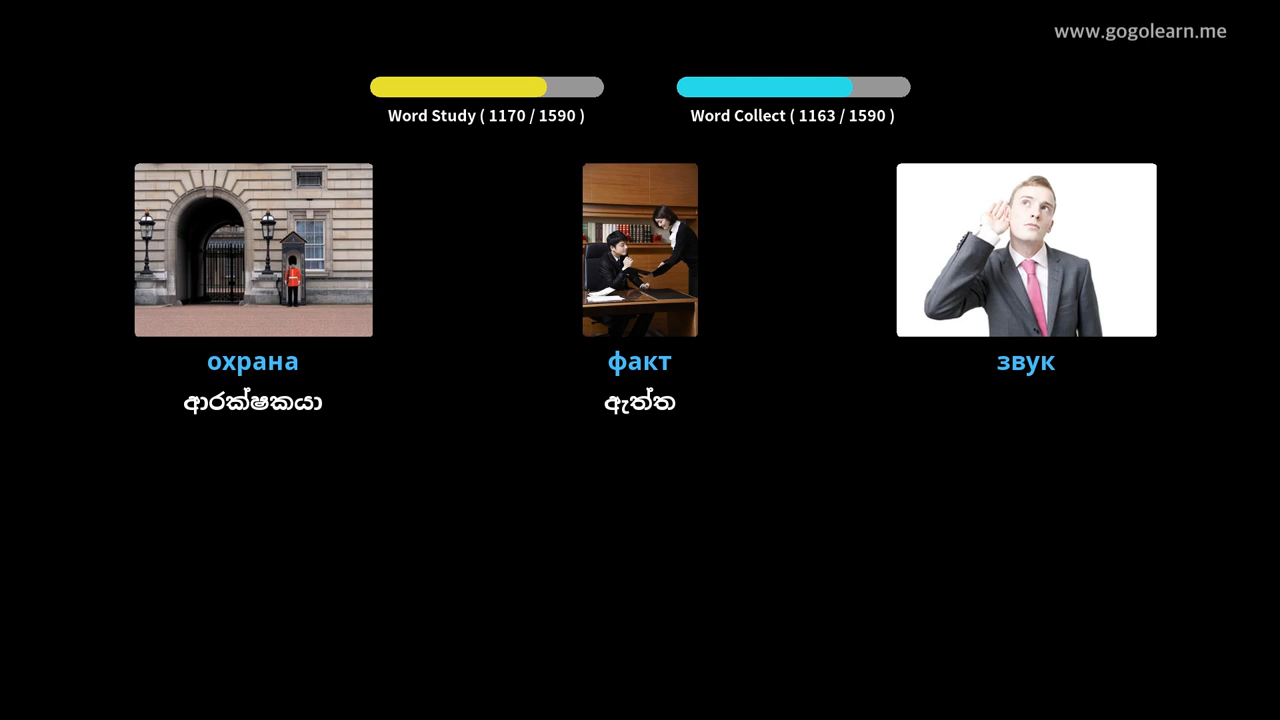 www.gogolearn.me
Word Study ( 1170 / 1590 )
Word Collect ( 1163 / 1590 )
охрана
факт
звук
ආරක්ෂකයා
ඇත්ත